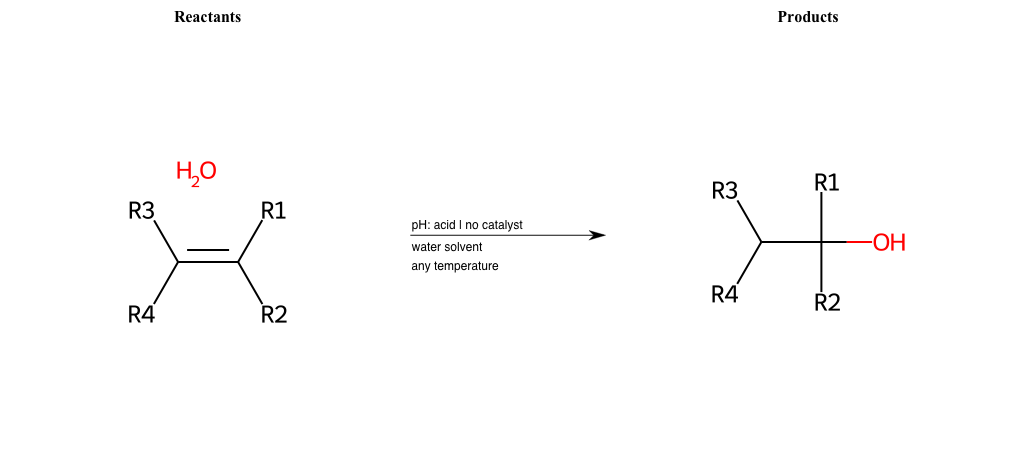 Reactants
Products
H2O
R3
R1
R4
R2
pH: acid | no catalyst
water solvent
any temperature
R3
R1
OH
R4
R2